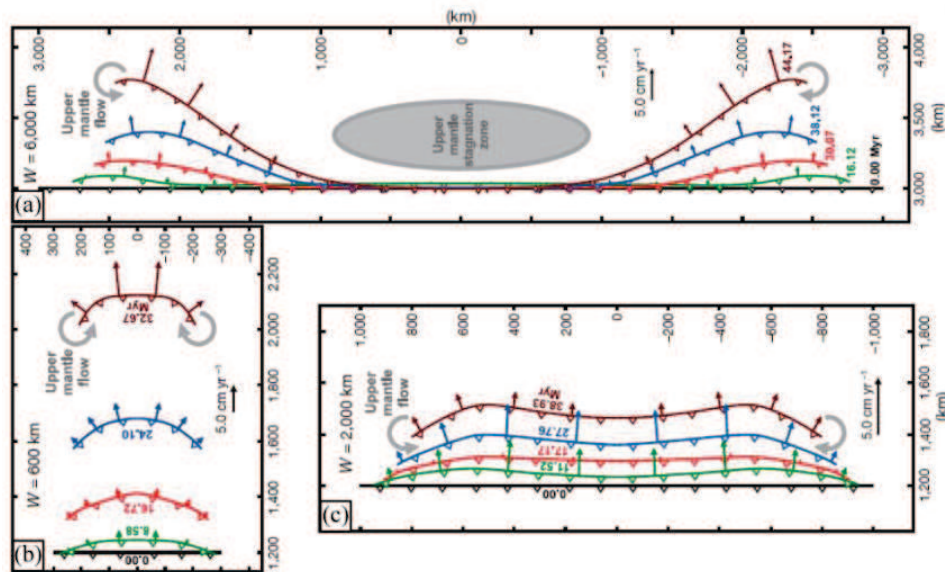 (km)
3,000
2,000
1,000
0
−1,000
−2,000
−3,000
W = 6,000 km
Upper
mantle
flow
Upper mantle
stagnation
zone
5.0 cm yr⁻¹
44,17
38,12
30,07
16,12
0.00 Myr
4,000
3,500
3,000
(km)
(a)
400
300
200
100
0
−100
−200
−300
−400
W = 600 km
Upper
mantle
flow
32.67
Myr
24,10
16,72
8.58
0.00
5.0 cm yr⁻¹
2,200
2,000
1,800
1,600
1,400
1,200
(b)
1,000
800
600
400
200
0
−200
−400
−600
−800
−1,000
W = 2,000 km
Upper
mantle
flow
38.93
Myr
27.76
17.17
11.52
0.00
5.0 cm yr⁻¹
1,800
1,600
1,400
1,200
(km)
(c)